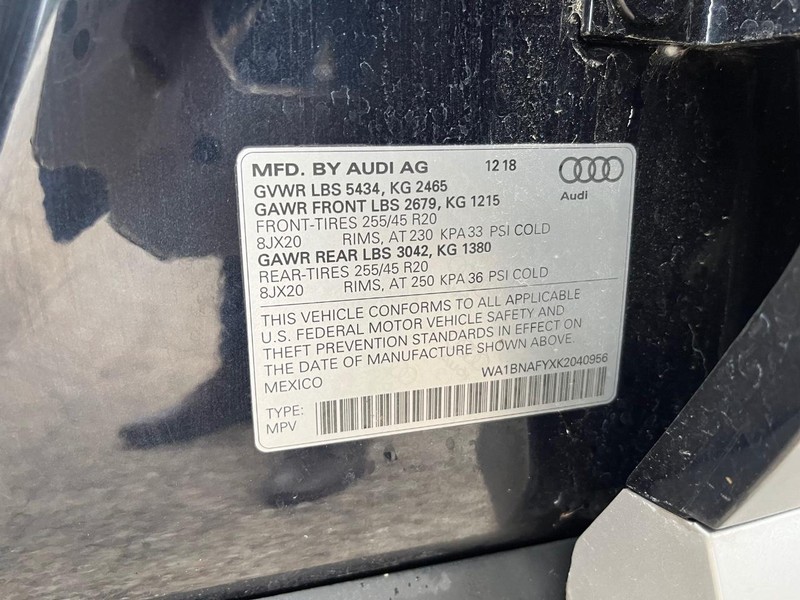 MFD. BY AUDI AG 12 18
GVWR LBS 5434, KG 2465
GAWR FRONT LBS 2679, KG 1215
FRONT-TIRES 255/45 R20
8JX20 RIMS, AT 230 KPA 33 PSI COLD
GAWR REAR LBS 3042, KG 1380
REAR-TIRES 255/45 R20
8JX20 RIMS, AT 250 KPA 36 PSI COLD
Audi
THIS VEHICLE CONFORMS TO ALL APPLICABLE
U.S. FEDERAL MOTOR VEHICLE SAFETY AND
THEFT PREVENTION STANDARDS IN EFFECT ON
THE DATE OF MANUFACTURE SHOWN ABOVE.
MEXICO WA1BNAFYXK2040956
TYPE:
MPV